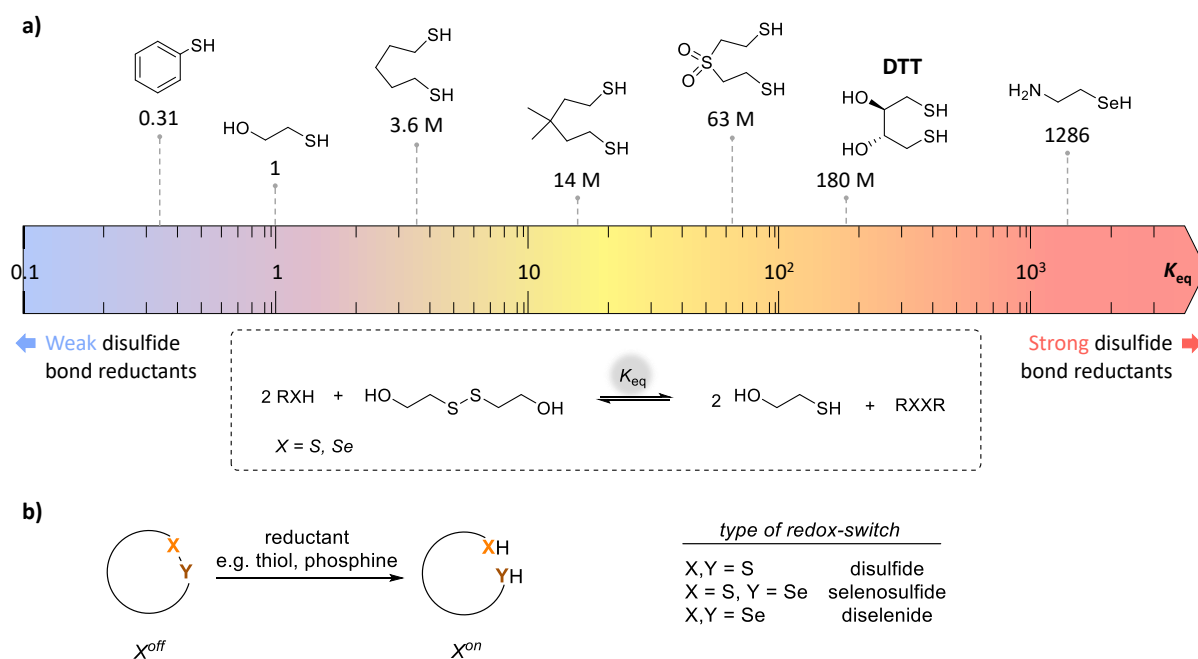 a)
SH
0.31
HO
SH
1
SH
SH
3.6 M
SH
SH
14 M
O
O
S
SH
SH
63 M
DTT
HO
HO
SH
SH
180 M
H2N
SeH
1286
0.1
1
10
10²
10³
Keq
Weak disulfide
bond reductants
Strong disulfide
bond reductants
2 RXH + HO S S OH Keq 2 HO SH + RXXR
X = S, Se
b)
X
Y
reductant
e.g. thiol, phosphine
XH
YH
X^off
X^on
type of redox-switch
X,Y = S disulfide
X = S, Y = Se selenosulfide
X,Y = Se diselenide